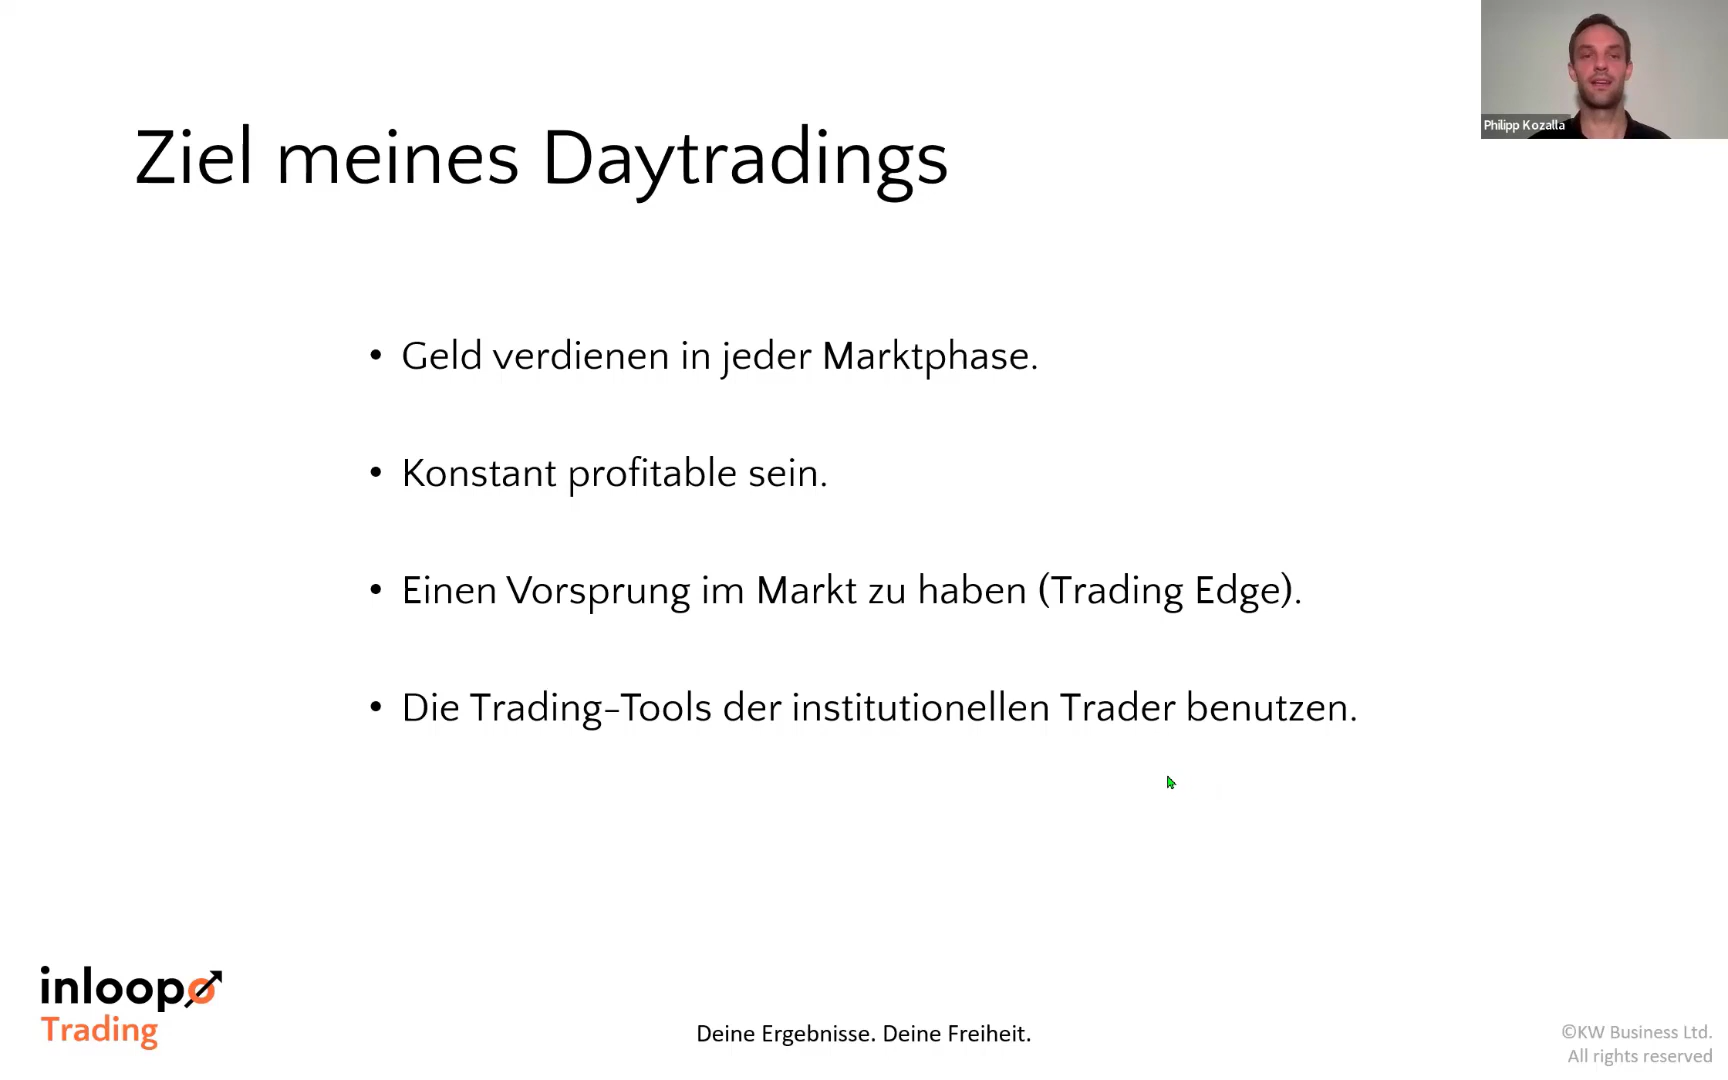 Philipp Kozalla
Ziel meines Daytradings
• Geld verdienen in jeder Marktphase.
• Konstant profitable sein.
• Einen Vorsprung im Markt zu haben (Trading Edge).
• Die Trading-Tools der institutionellen Trader benutzen.
inloopo
Trading
Deine Ergebnisse. Deine Freiheit.
©KW Business Ltd.
All rights reserved